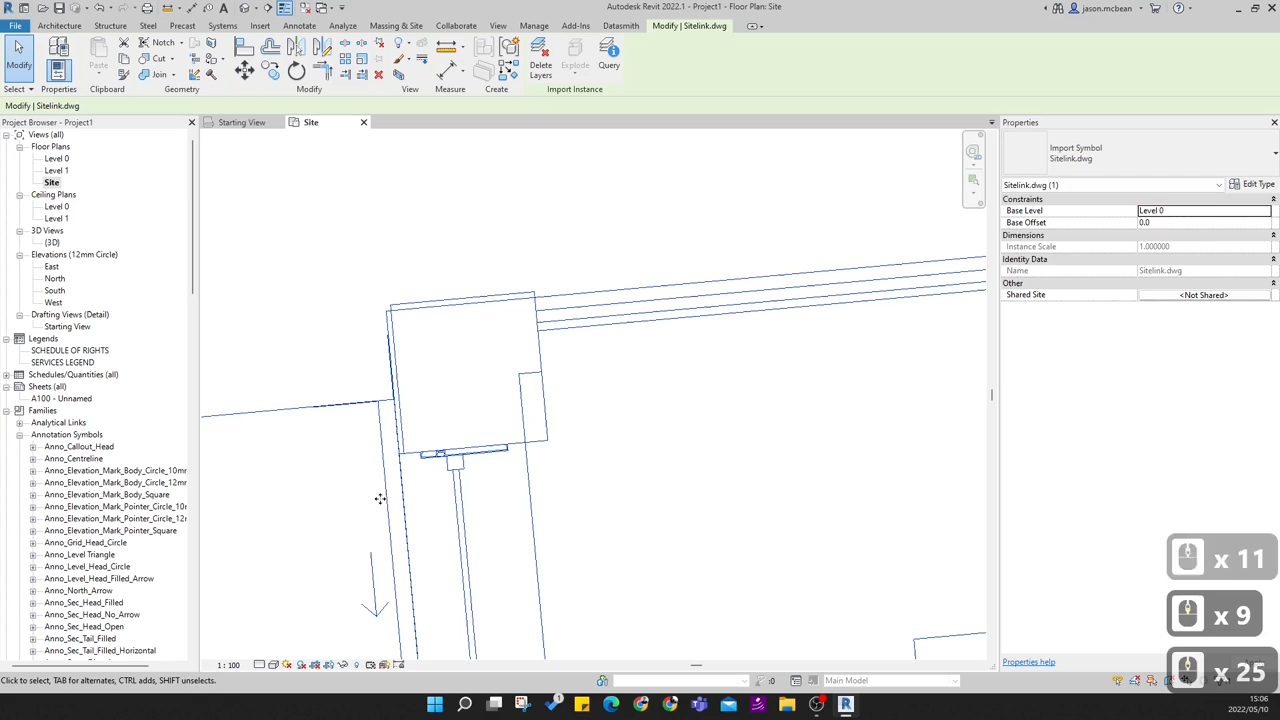 Autodesk Revit 2022.1 - Project1 - Floor Plan: Site
jason.mcbean
File Architecture Structure Steel Precast Systems Insert Annotate Analyze Massing & Site Collaborate View Manage Add-Ins Datasmith Modify | Sitelink.dwg
Modify
Paste
Notch
Cut
Join
Delete
Layers
Explode
Query
Select Properties Clipboard Geometry Modify View Measure Create Import Instance
Modify | Sitelink.dwg
Project Browser - Project1
Starting View
Site
Properties
Views (all)
Floor Plans
Level 0
Level 1
Site
Ceiling Plans
Level 0
Level 1
3D Views
(3D)
Elevations (12mm Circle)
East
North
South
West
Drafting Views (Detail)
Starting View
Legends
SCHEDULE OF RIGHTS
SERVICES LEGEND
Schedules/Quantities (all)
Sheets (all)
A100 - Unnamed
Families
Analytical Links
Annotation Symbols
Anno_Callout_Head
Anno_Centreline
Anno_Elevation_Mark_Body_Circle_10m
Anno_Elevation_Mark_Body_Circle_12m
Anno_Elevation_Mark_Body_Square
Anno_Elevation_Mark_Pointer_Circle_10
Anno_Elevation_Mark_Pointer_Circle_12
Anno_Elevation_Mark_Pointer_Square
Anno_Grid_Head_Circle
Anno_Level Triangle
Anno_Level_Head_Circle
Anno_Level_Head_Filled_Arrow
Anno_North_Arrow
Anno_Sec_Head_Filled
Anno_Sec_Head_No_Arrow
Anno_Sec_Head_Open
Anno_Sec_Tail_Filled
Anno_Sec_Tail_Filled_Horizontal
Import Symbol
Sitelink.dwg
Sitelink.dwg (1)
Edit Type
Constraints
Base Level Level 0
Base Offset 0.0
Dimensions
Instance Scale 1.000000
Identity Data
Name Sitelink.dwg
Other
Shared Site <Not Shared>
x 11
x 9
x 25
Properties help
1 : 100
Click to select, TAB for alternates, CTRL adds, SHIFT unselects.
:0
Main Model
15:06
2022/05/10